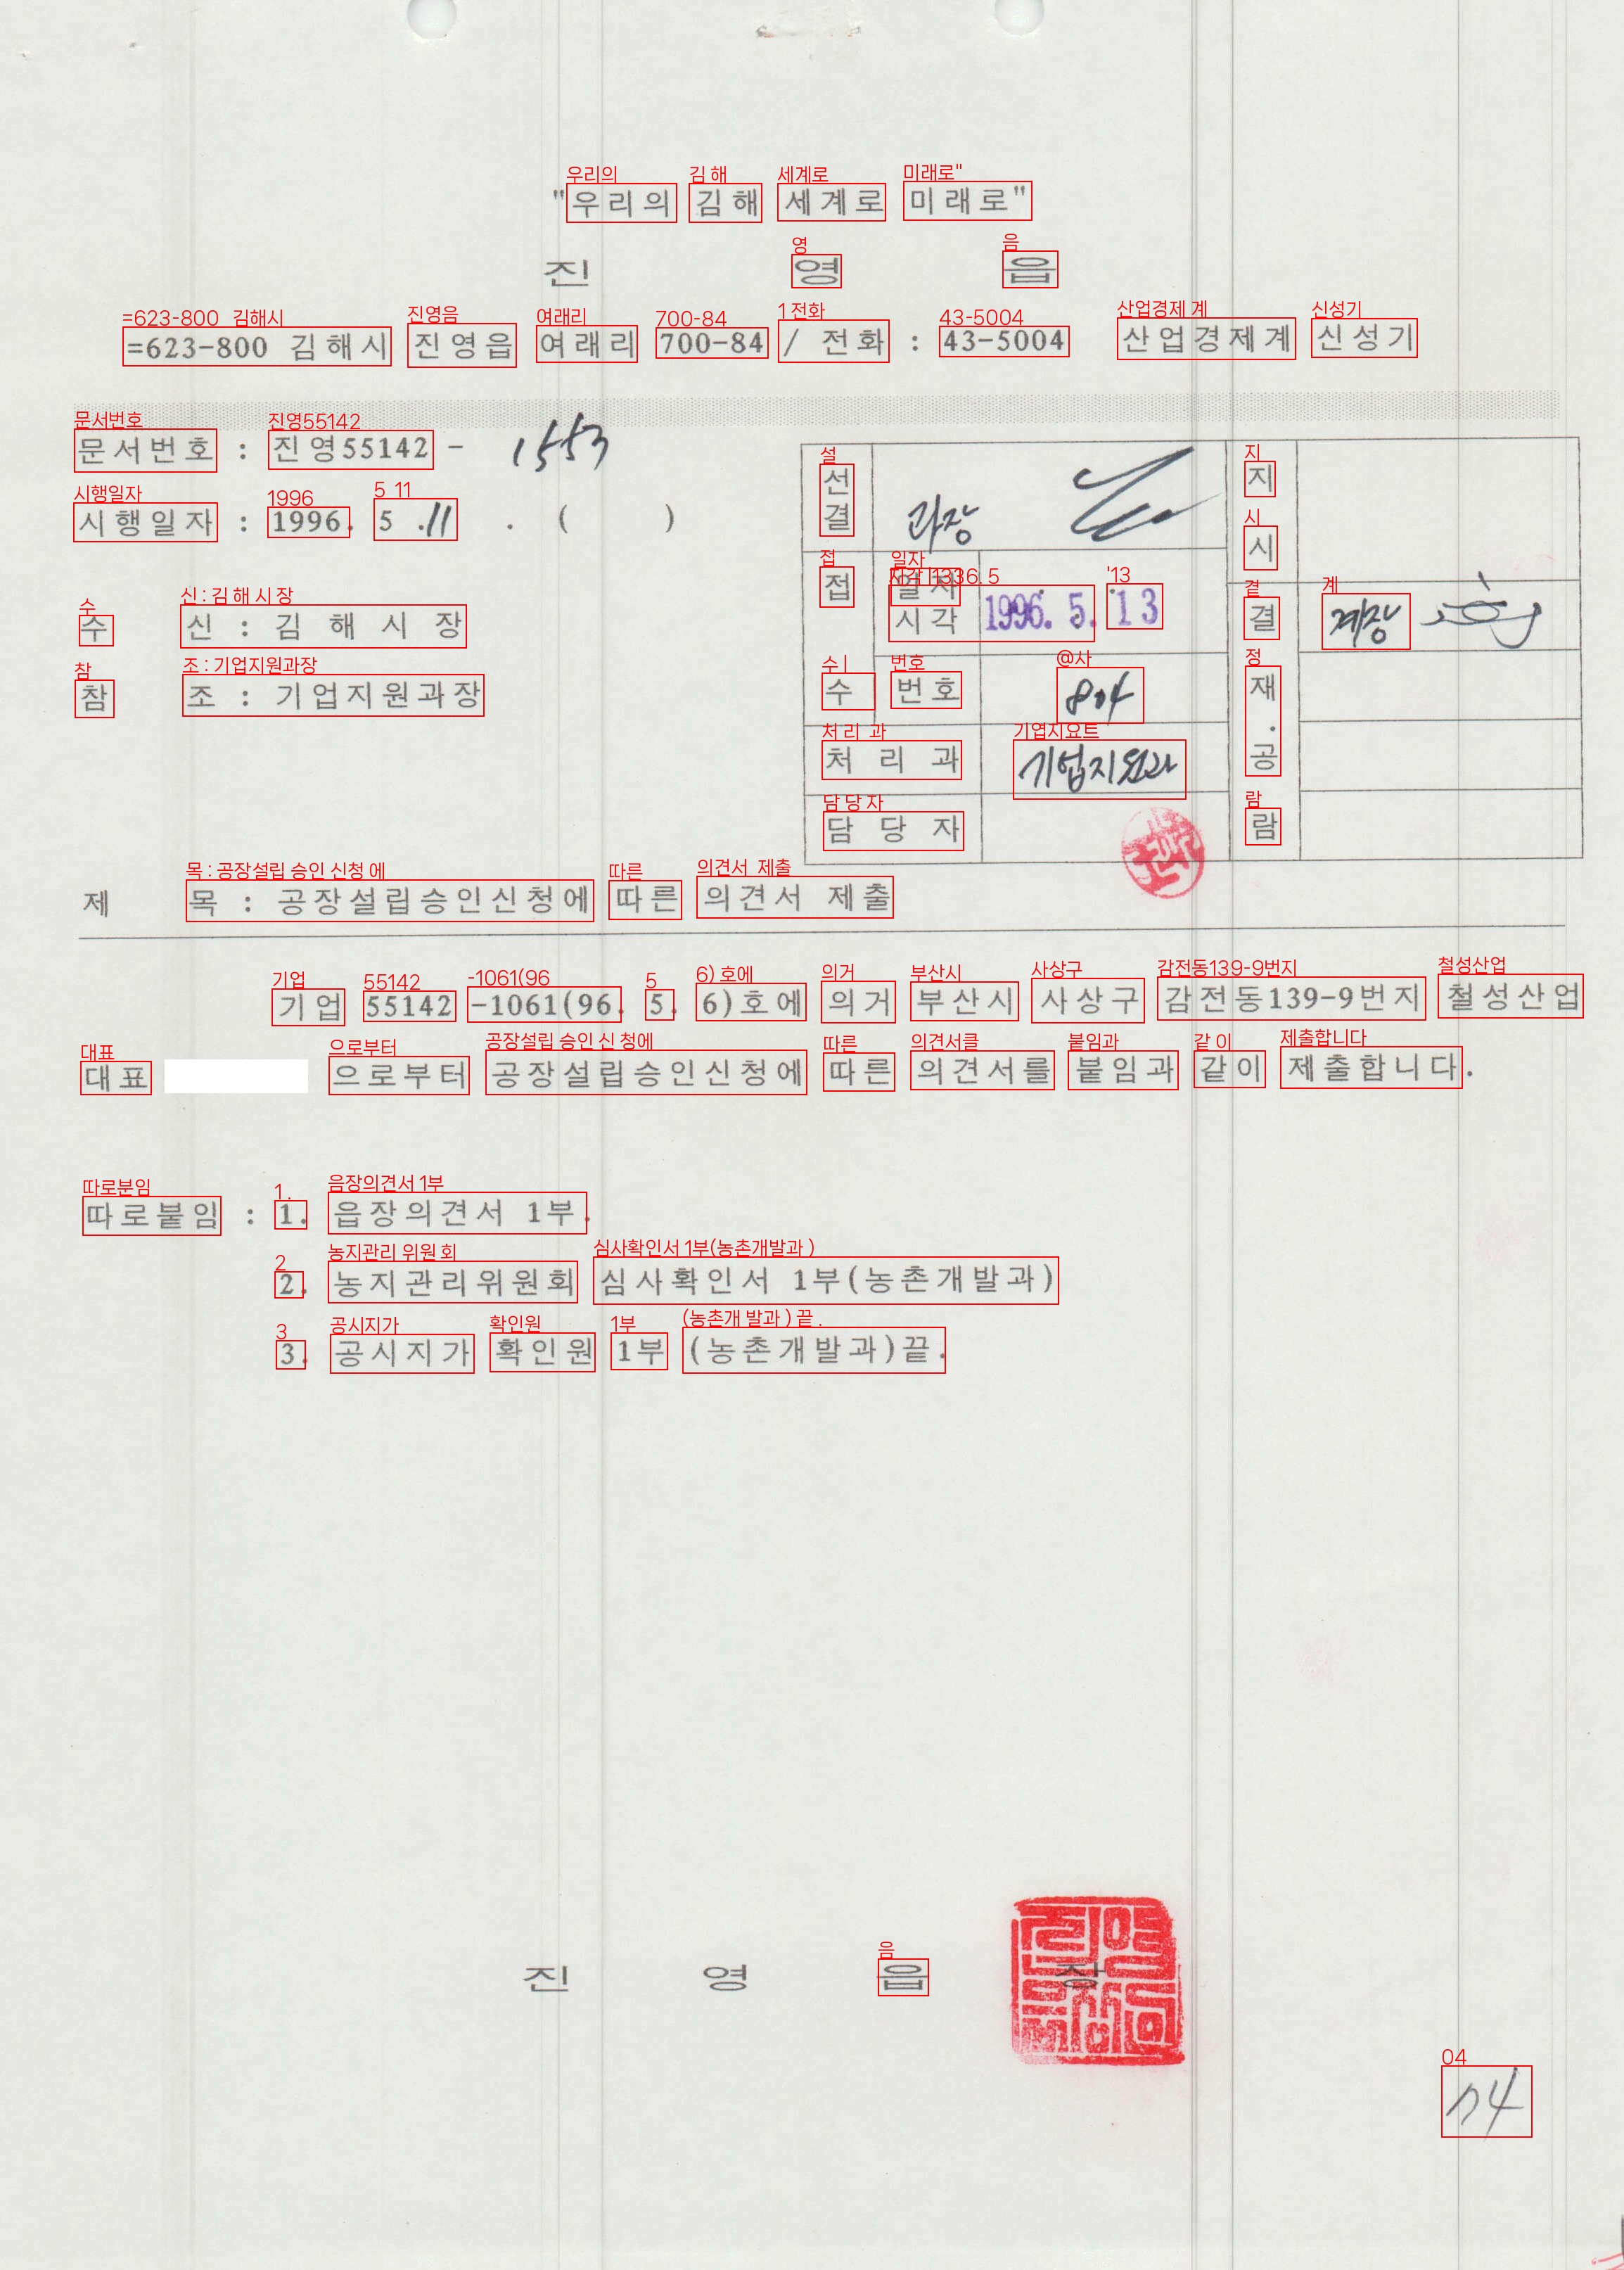 "우리의 김해 세계로 미래로"
진 영 읍
=623-800 김해시 진영읍 여래리 700-84 / 전화 : 43-5004 산업경제계 신성기
문서번호 : 진영55142 - 1553
시행일자 : 1996. 5 .11 . ( )
수 신 : 김 해 시 장
참 조 : 기업지원과장
선결 과장
접수 일자 시각 1996. 5. 13
번호 804
처 리 과 기업지원과
담 당 자
지시
결재.공람 계장
제 목 : 공장설립승인신청에 따른 의견서 제출
기업 55142 -1061(96. 5. 6)호에 의거 부산시 사상구 감전동139-9번지 철성산업
대표 으로부터 공장설립승인신청에 따른 의견서를 붙임과 같이 제출합니다.
따로붙임 : 1. 읍장의견서 1부.
2. 농지관리위원회 심사확인서 1부(농촌개발과)
3. 공시지가 확인원 1부 (농촌개발과)끝.
진 영 읍 장
74